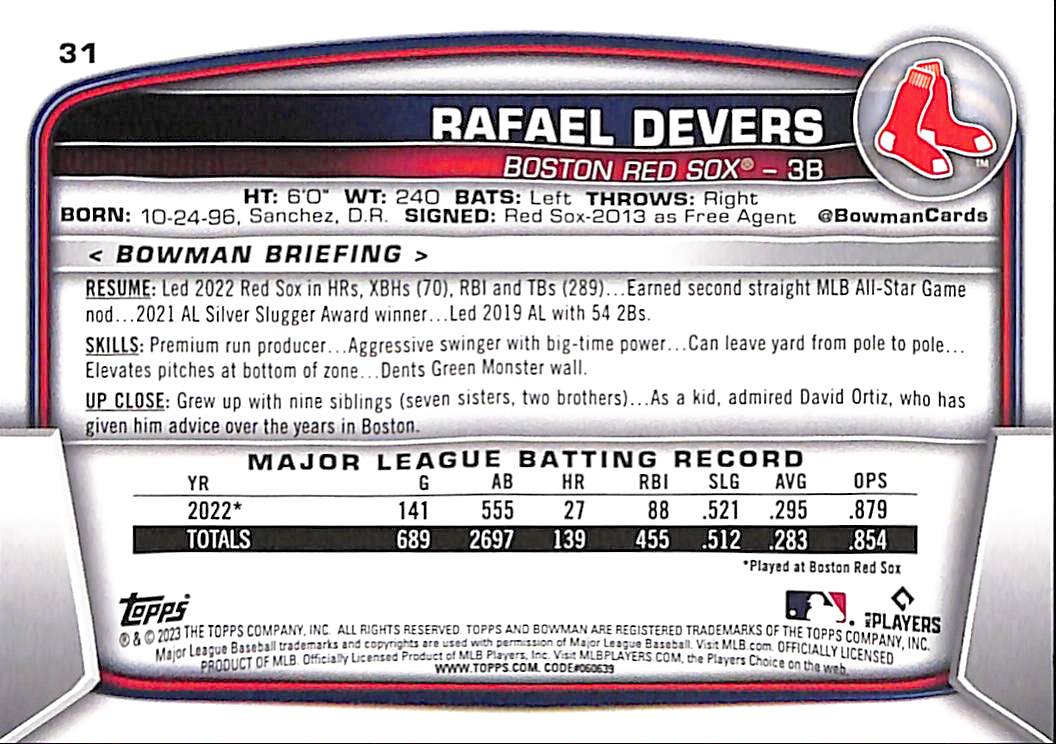 31
RAFAEL DEVERS
BOSTON RED SOX® – 3B
TM
HT: 6'0" WT: 240 BATS: Left THROWS: Right
BORN: 10-24-96, Sanchez, D.R. SIGNED: Red Sox-2013 as Free Agent @BowmanCards
< BOWMAN BRIEFING >
RESUME: Led 2022 Red Sox in HRs, XBHs (70), RBI and TBs (289)...Earned second straight MLB All-Star Game
nod...2021 AL Silver Slugger Award winner...Led 2019 AL with 54 2Bs.
SKILLS: Premium run producer...Aggressive swinger with big-time power...Can leave yard from pole to pole...
Elevates pitches at bottom of zone...Dents Green Monster wall.
UP CLOSE: Grew up with nine siblings (seven sisters, two brothers)...As a kid, admired David Ortiz, who has
given him advice over the years in Boston.
MAJOR LEAGUE BATTING RECORD
YR G AB HR RBI SLG AVG OPS
2022* 141 555 27 88 .521 .295 .879
TOTALS 689 2697 139 455 .512 .283 .854
*Played at Boston Red Sox
Topps
PLAYERS
® & © 2023 THE TOPPS COMPANY, INC. ALL RIGHTS RESERVED. TOPPS AND BOWMAN ARE REGISTERED TRADEMARKS OF THE TOPPS COMPANY, INC.
Major League Baseball trademarks and copyrights are used with permission of Major League Baseball. Visit MLB.com. OFFICIALLY LICENSED
PRODUCT OF MLB. Officially Licensed Product of MLB Players, Inc. Visit MLBPLAYERS.COM, the Players Choice on the web.
WWW.TOPPS.COM. CODE#060639